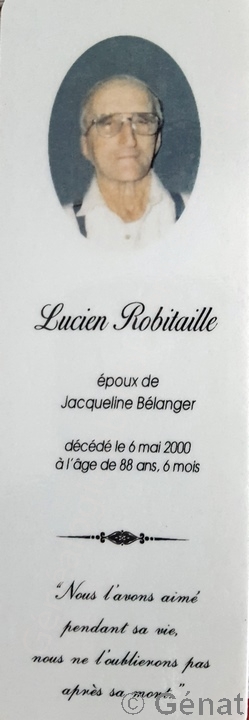 Lucien Robitaille
époux de
Jacqueline Bélanger
décédé le 6 mai 2000
à l'âge de 88 ans, 6 mois
"Nous l'avons aimé
pendant sa vie,
nous ne l'oublierons pas
après sa mort."
© Génat